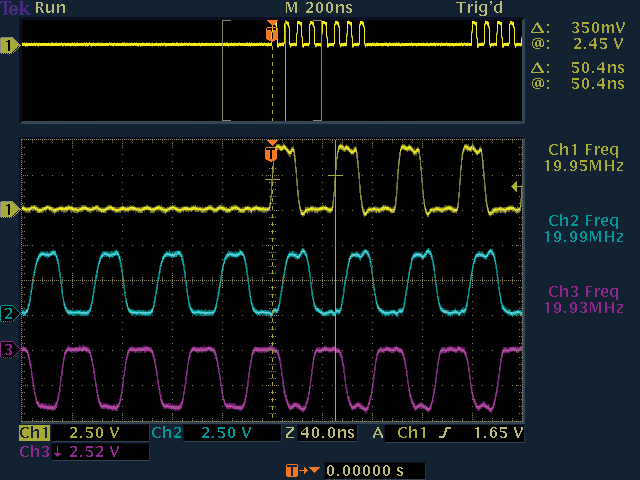 Tek Run M 200ns Trig'd
Δ: 350mV
@: 2.45 V
Δ: 50.4ns
@: 50.4ns
Ch1 Freq
19.95MHz
Ch2 Freq
19.99MHz
Ch3 Freq
19.93MHz
T
T
1
1
2
3
Ch1 2.50 V Ch2 2.50 V Z 40.0ns A Ch1 1.65 V
Ch3 ↓ 2.52 V
T 0.00000 s